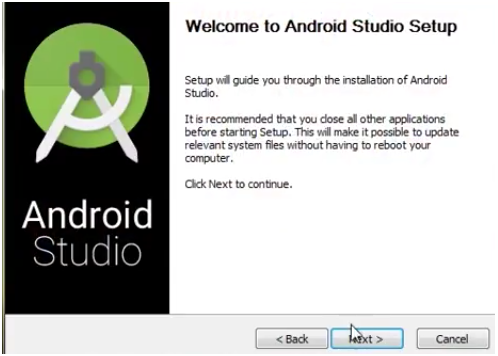 Welcome to Android Studio Setup
Setup will guide you through the installation of Android
Studio.
It is recommended that you close all other applications
before starting Setup. This will make it possible to update
relevant system files without having to reboot your
computer.
Click Next to continue.
Android
Studio
< Back
Next >
Cancel